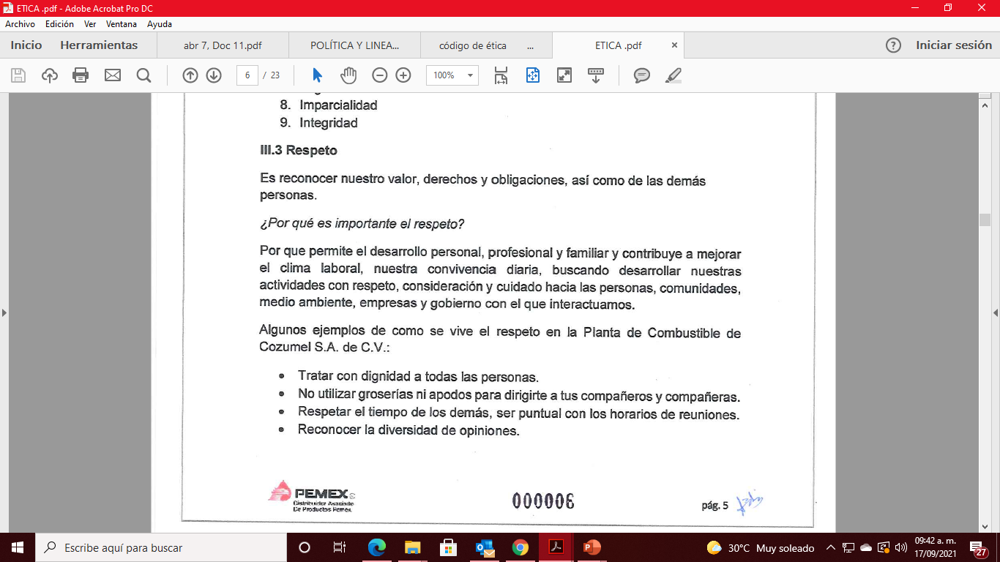 ETICA .pdf - Adobe Acrobat Pro DC
Archivo Edición Ver Ventana Ayuda
Inicio Herramientas abr 7, Doc 11.pdf POLÍTICA Y LINEA... código de ética ... ETICA .pdf × ? Iniciar sesión
6 / 23 100%
8. Imparcialidad
9. Integridad
III.3 Respeto
Es reconocer nuestro valor, derechos y obligaciones, así como de las demás
personas.
¿Por qué es importante el respeto?
Por que permite el desarrollo personal, profesional y familiar y contribuye a mejorar
el clima laboral, nuestra convivencia diaria, buscando desarrollar nuestras
actividades con respeto, consideración y cuidado hacia las personas, comunidades,
medio ambiente, empresas y gobierno con el que interactuamos.
Algunos ejemplos de como se vive el respeto en la Planta de Combustible de
Cozumel S.A. de C.V.:
• Tratar con dignidad a todas las personas.
• No utilizar groserías ni apodos para dirigirte a tus compañeros y compañeras.
• Respetar el tiempo de los demás, ser puntual con los horarios de reuniones.
• Reconocer la diversidad de opiniones.
PEMEX
Distribuidor Asociado
De Productos Pemex
000006
pág. 5
Escribe aquí para buscar
30°C Muy soleado
09:42 a. m.
17/09/2021
27